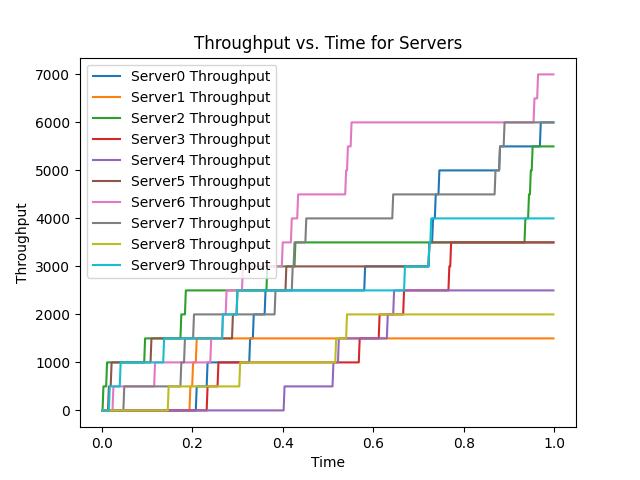 Throughput vs. Time for Servers
Throughput
7000
6000
5000
4000
3000
2000
1000
0
Server0 Throughput
Server1 Throughput
Server2 Throughput
Server3 Throughput
Server4 Throughput
Server5 Throughput
Server6 Throughput
Server7 Throughput
Server8 Throughput
Server9 Throughput
0.0 0.2 0.4 0.6 0.8 1.0
Time